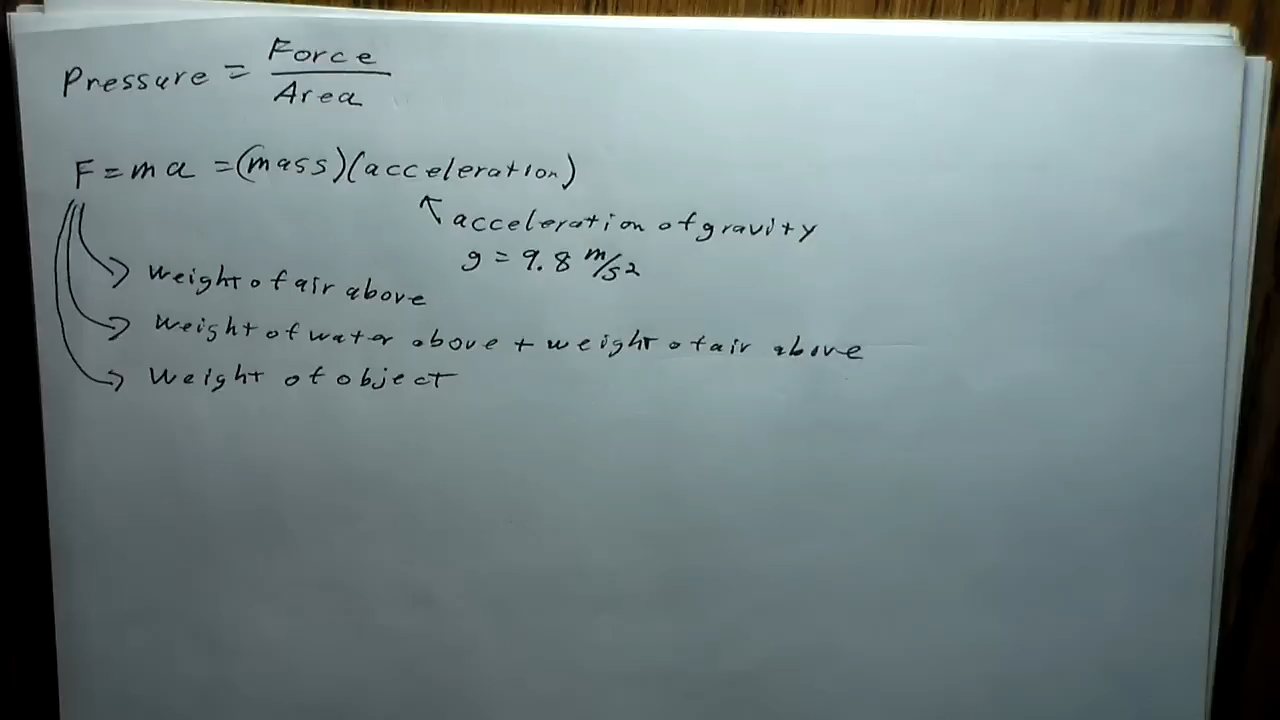 Pressure = Force / Area
F = ma = (mass)(acceleration)
↖ acceleration of gravity
g = 9.8 m/s2
→ Weight of air above
→ Weight of water above + weight of air above
→ Weight of object